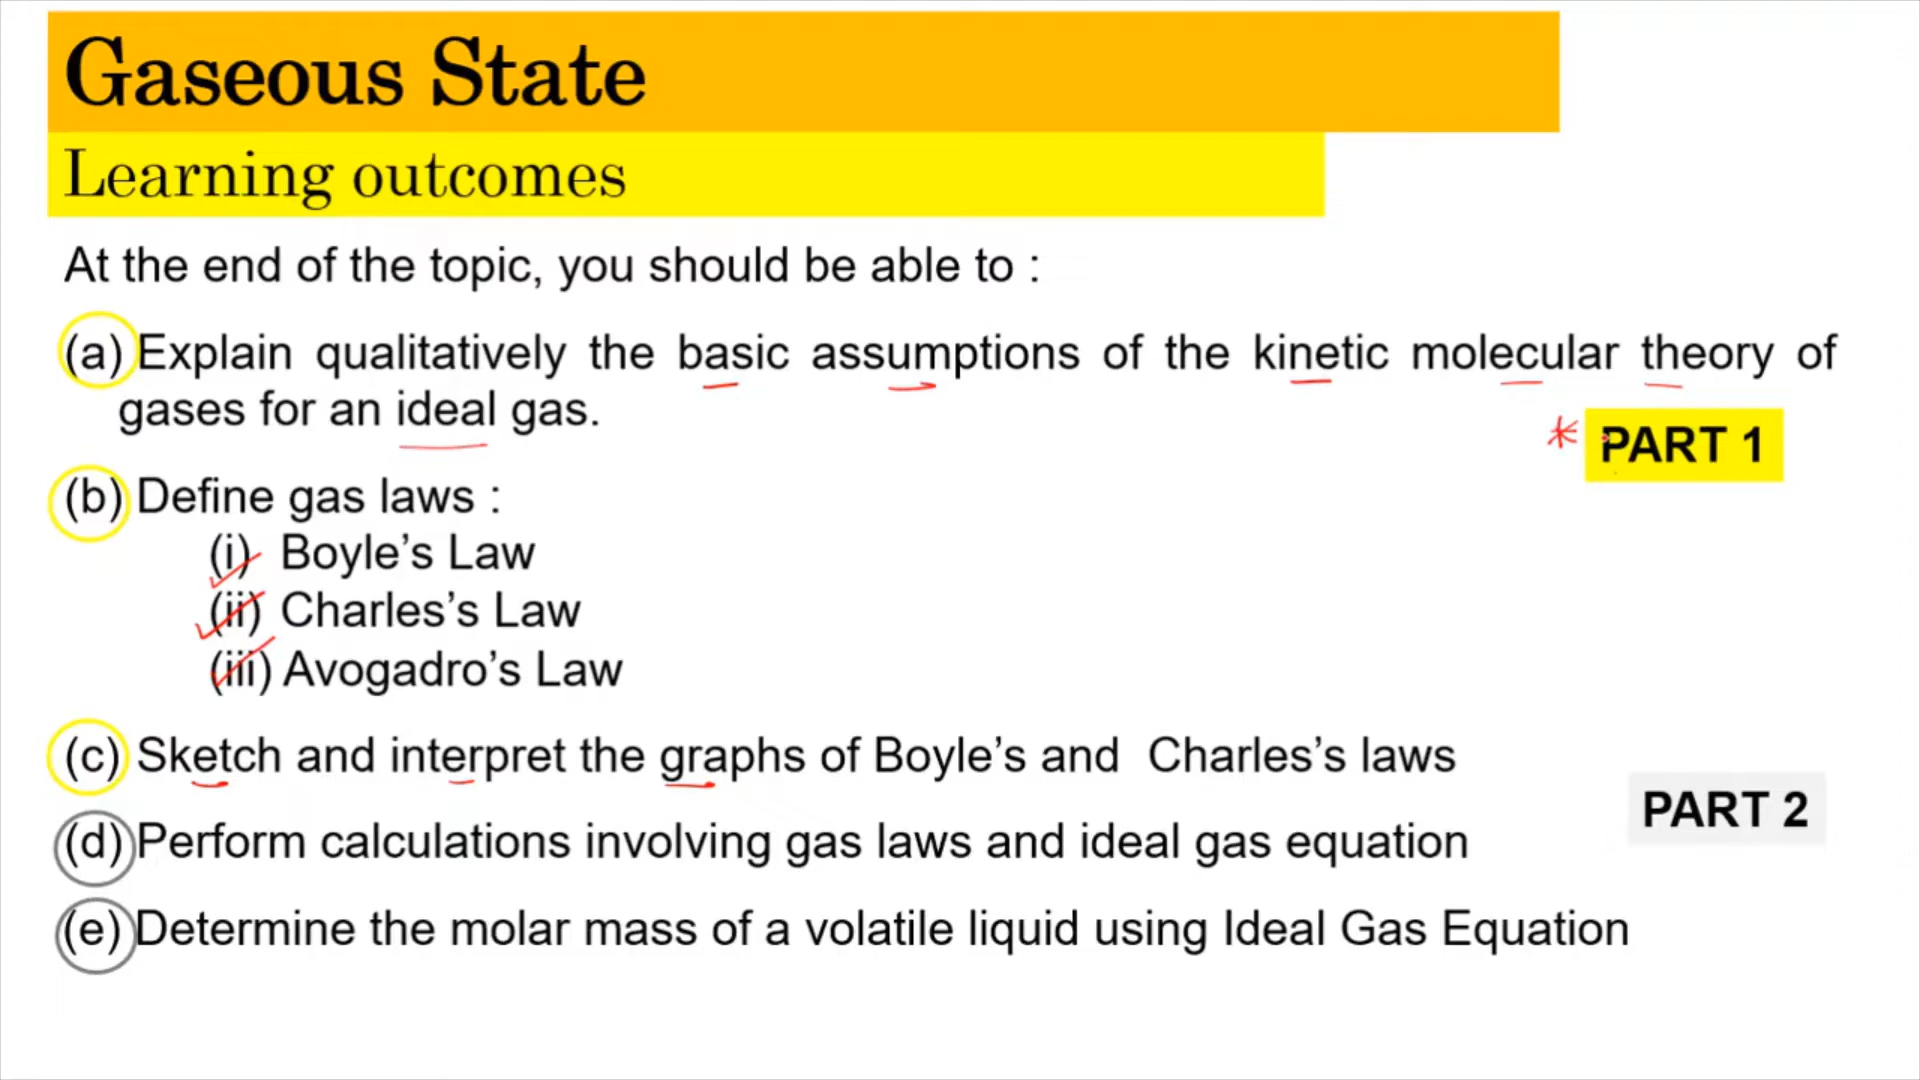 Gaseous State
Learning outcomes
At the end of the topic, you should be able to :
(a) Explain qualitatively the basic assumptions of the kinetic molecular theory of
gases for an ideal gas.
* PART 1
(b) Define gas laws :
(i) Boyle’s Law
(ii) Charles’s Law
(iii) Avogadro’s Law
(c) Sketch and interpret the graphs of Boyle’s and Charles’s laws
PART 2
(d) Perform calculations involving gas laws and ideal gas equation
(e) Determine the molar mass of a volatile liquid using Ideal Gas Equation